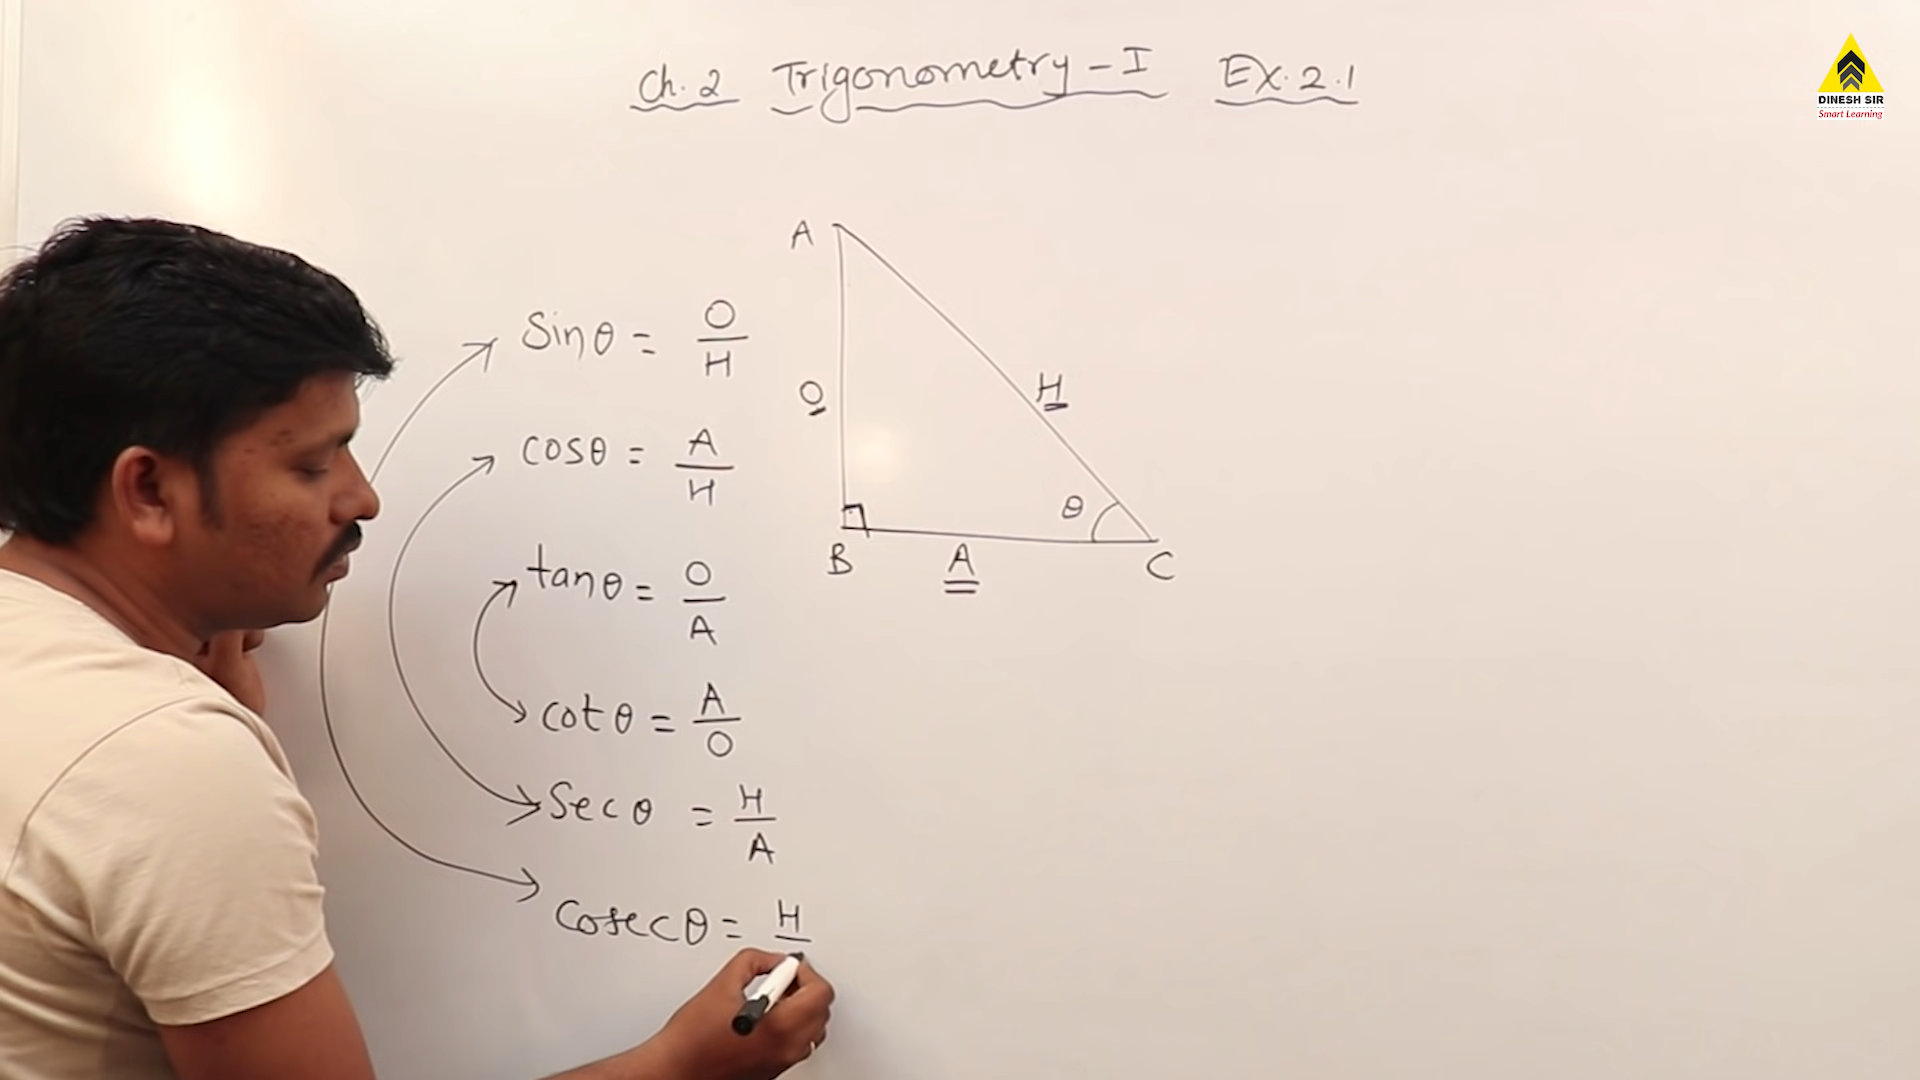 Ch. 2 Trigonometry - I Ex. 2.1
DINESH SIR
Smart Learning
A
O
H
θ
B
A
C
sinθ = O/H
cosθ = A/H
tanθ = O/A
cotθ = A/O
Secθ = H/A
Cosecθ = H